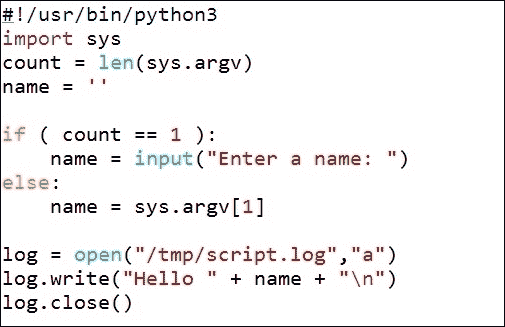 #!/usr/bin/python3
import sys
count = len(sys.argv)
name = ''

if ( count == 1 ):
    name = input("Enter a name: ")
else:
    name = sys.argv[1]

log = open("/tmp/script.log","a")
log.write("Hello " + name + "\n")
log.close()